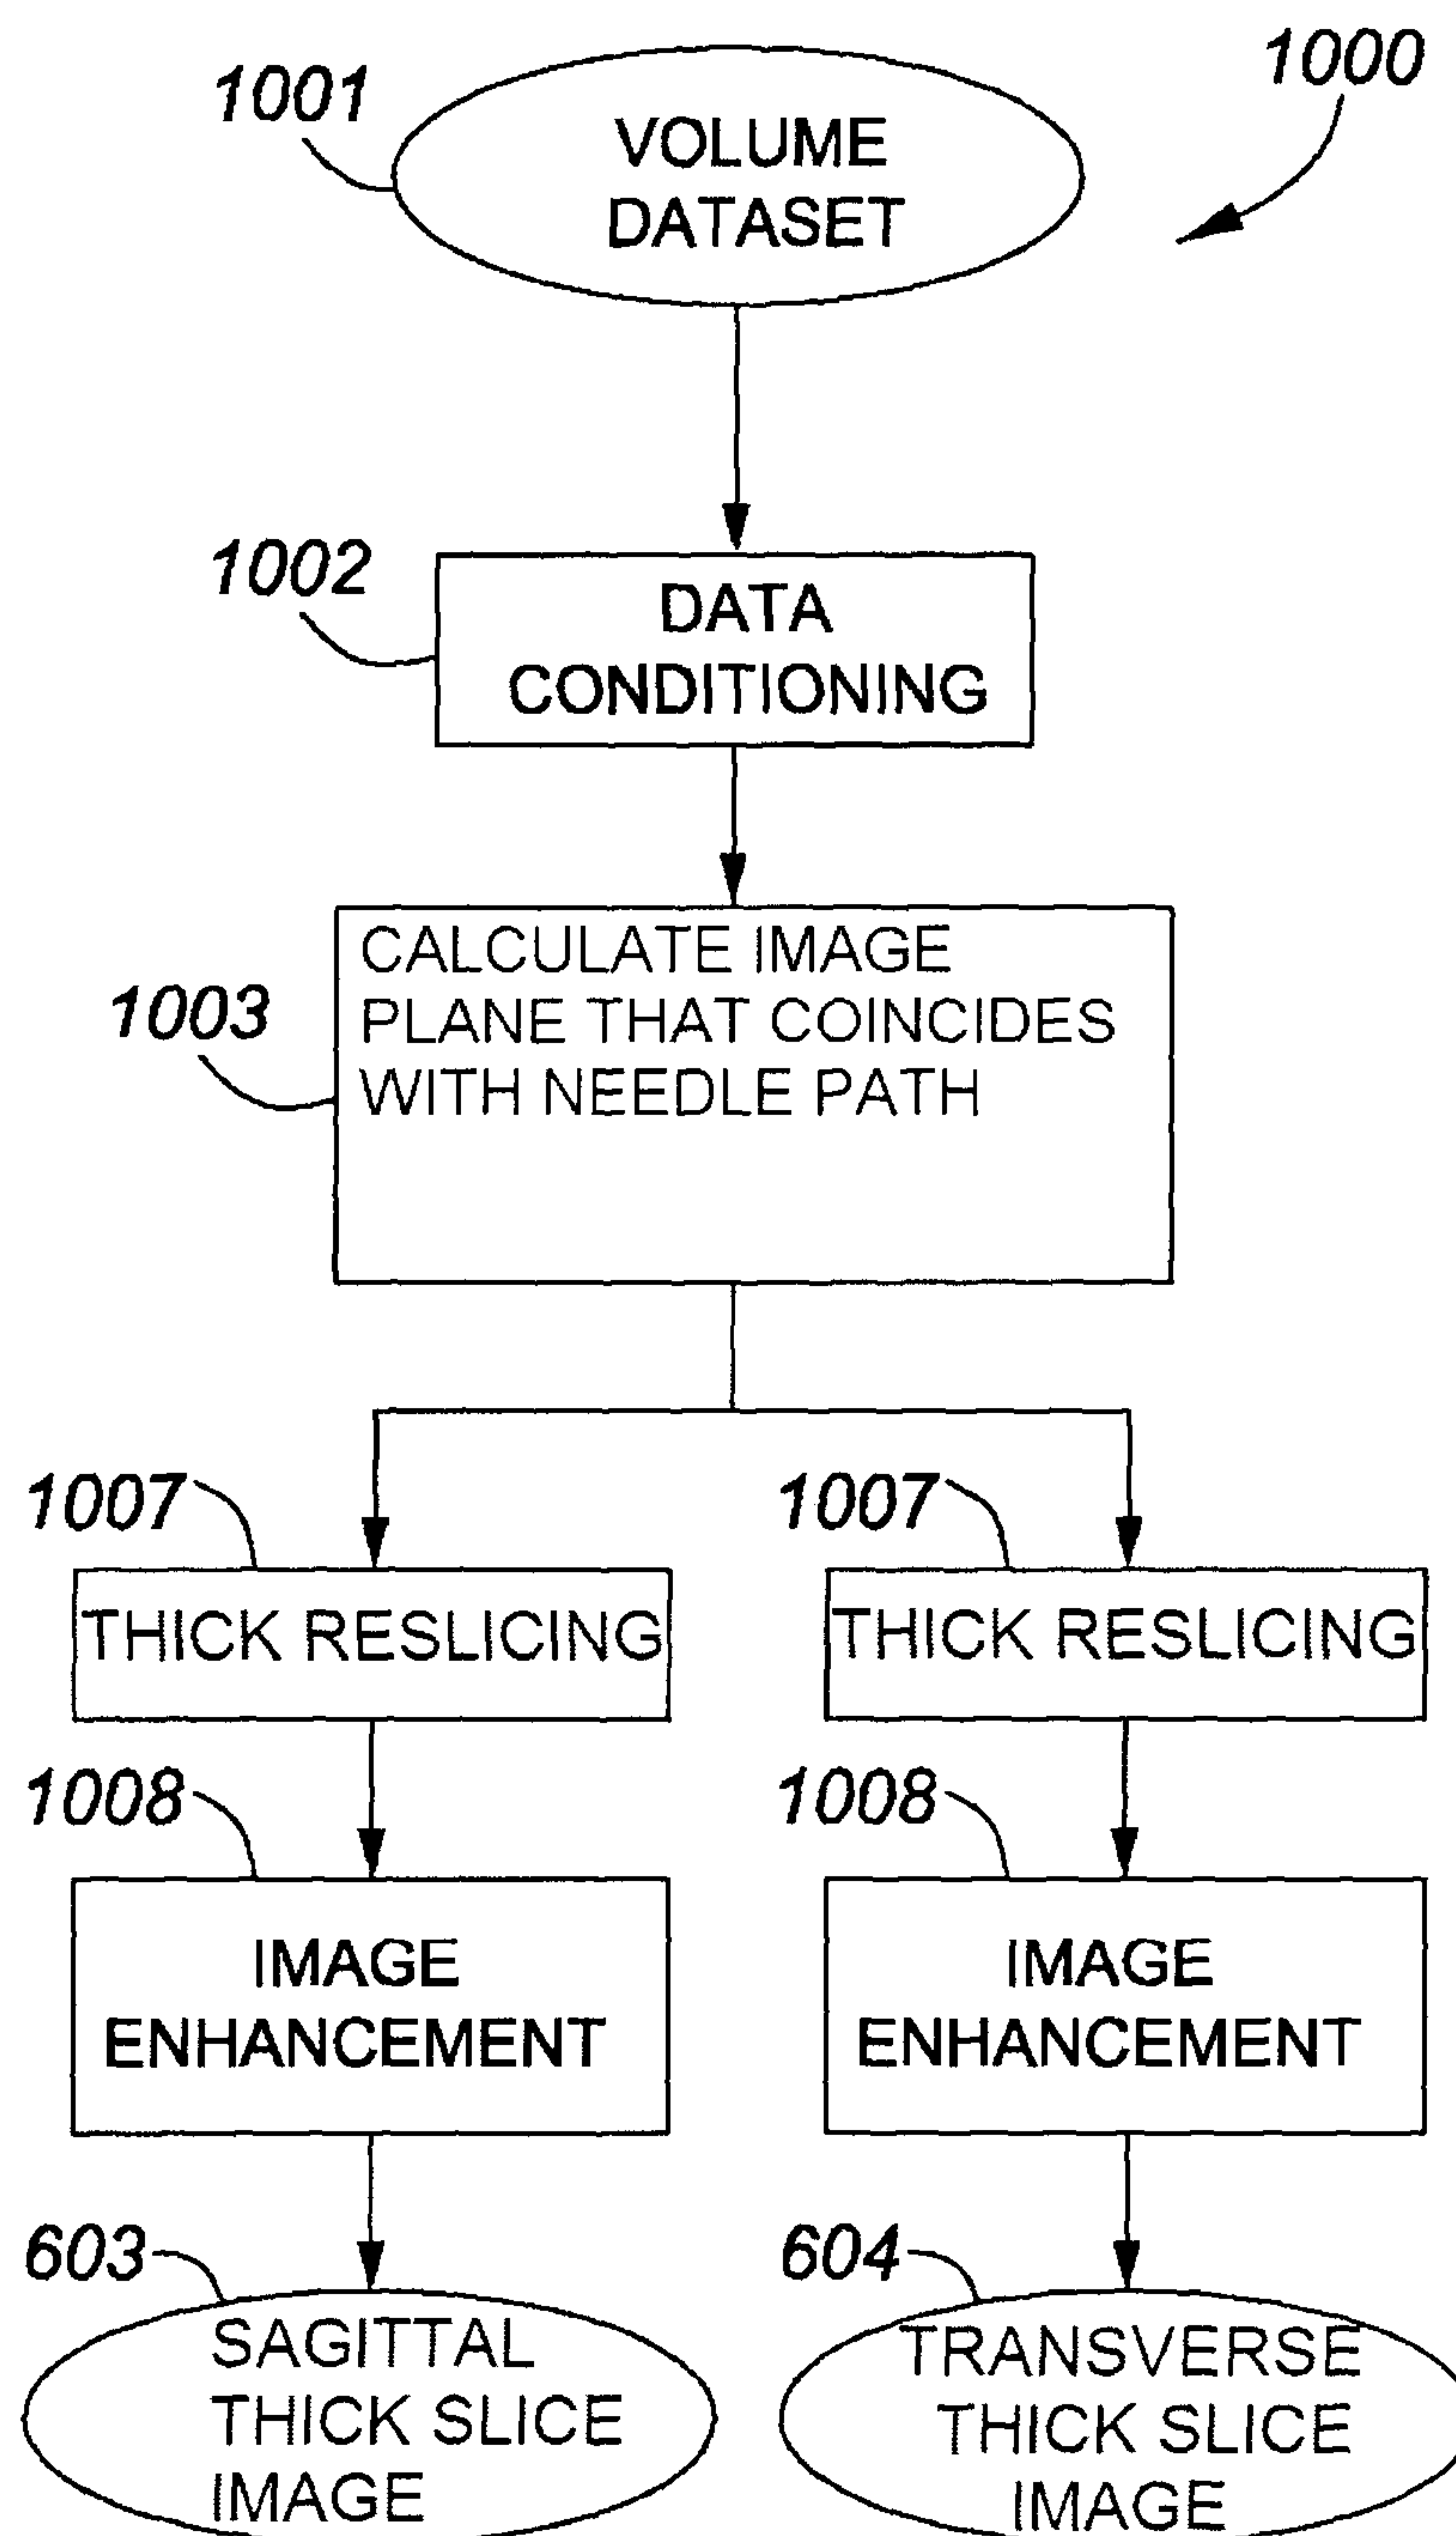 1000
1001
VOLUME
DATASET
1002
DATA
CONDITIONING
1003
CALCULATE IMAGE
PLANE THAT COINCIDES
WITH NEEDLE PATH
1007
THICK RESLICING
1007
THICK RESLICING
1008
IMAGE
ENHANCEMENT
1008
IMAGE
ENHANCEMENT
603
SAGITTAL
THICK SLICE
IMAGE
604
TRANSVERSE
THICK SLICE
IMAGE